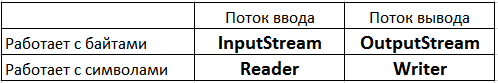 Поток ввода Поток вывода
Работает с байтами InputStream OutputStream
Работает с символами Reader Writer